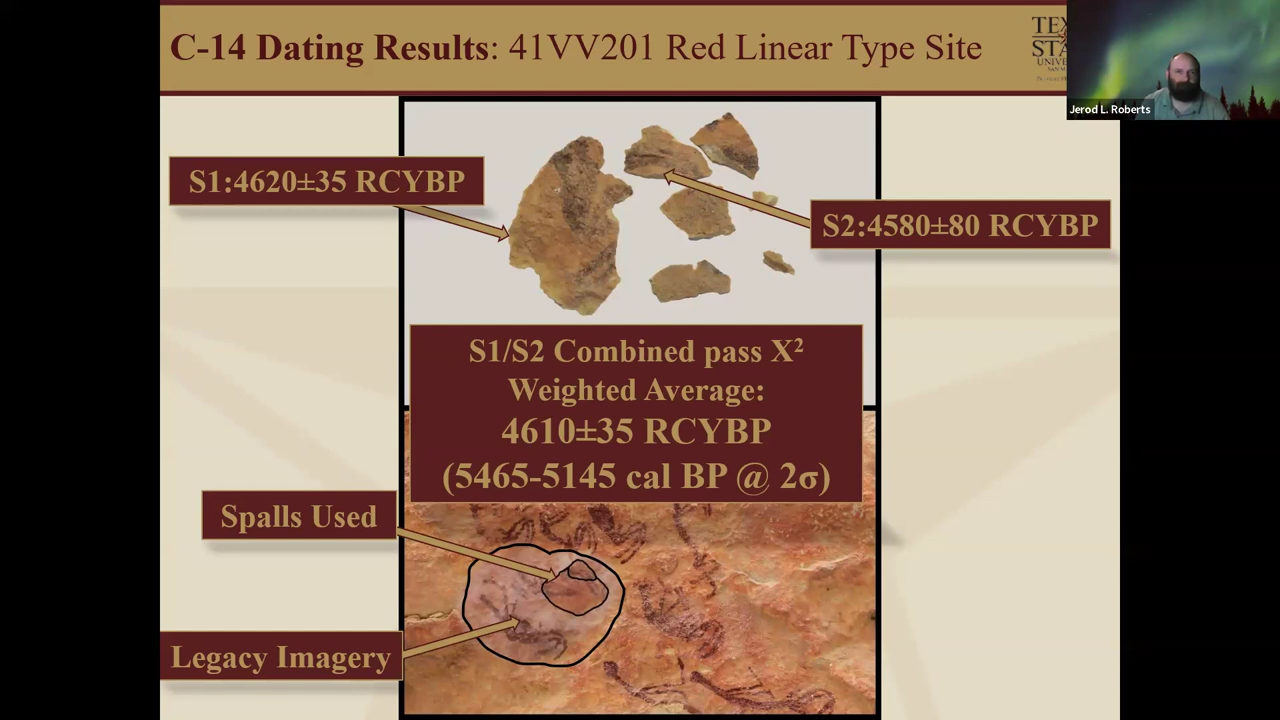 C-14 Dating Results: 41VV201 Red Linear Type Site
Jerod L. Roberts
S1:4620±35 RCYBP
S2:4580±80 RCYBP
S1/S2 Combined pass X²
Weighted Average:
4610±35 RCYBP
(5465-5145 cal BP @ 2σ)
Spalls Used
Legacy Imagery